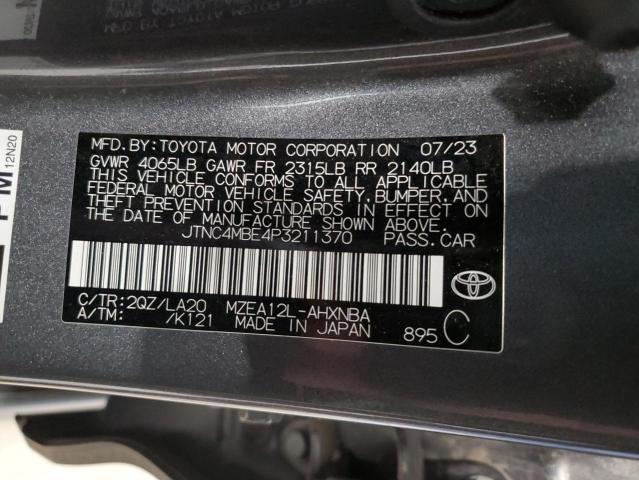 MFD. BY: TOYOTA MOTOR CORPORATION 07/23
GVWR 4065LB GAWR FR 2315LB RR 2140LB
THIS VEHICLE CONFORMS TO ALL APPLICABLE
FEDERAL MOTOR VEHICLE SAFETY, BUMPER, AND
THEFT PREVENTION STANDARDS IN EFFECT ON
THE DATE OF MANUFACTURE SHOWN ABOVE.
JTNC4MBE4P3211370 PASS. CAR
C/TR: 2QZ/LA20 MZEA12L-AHXNBA
A/TM: /K121 MADE IN JAPAN 895 C
PM
12N20